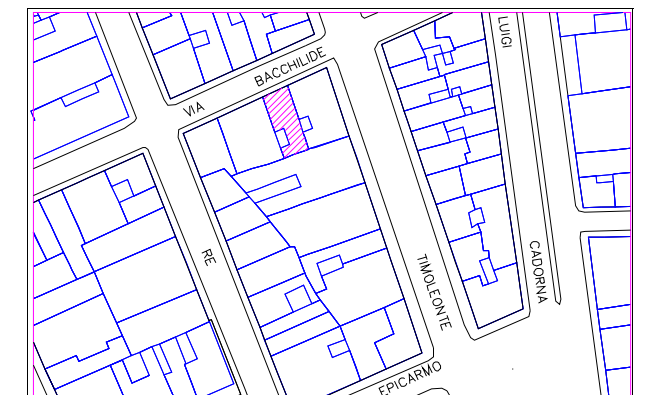 LUIGI
VIA BACCHILIDE
RE
TIMOLEONTE
CADORNA
EPICARMO